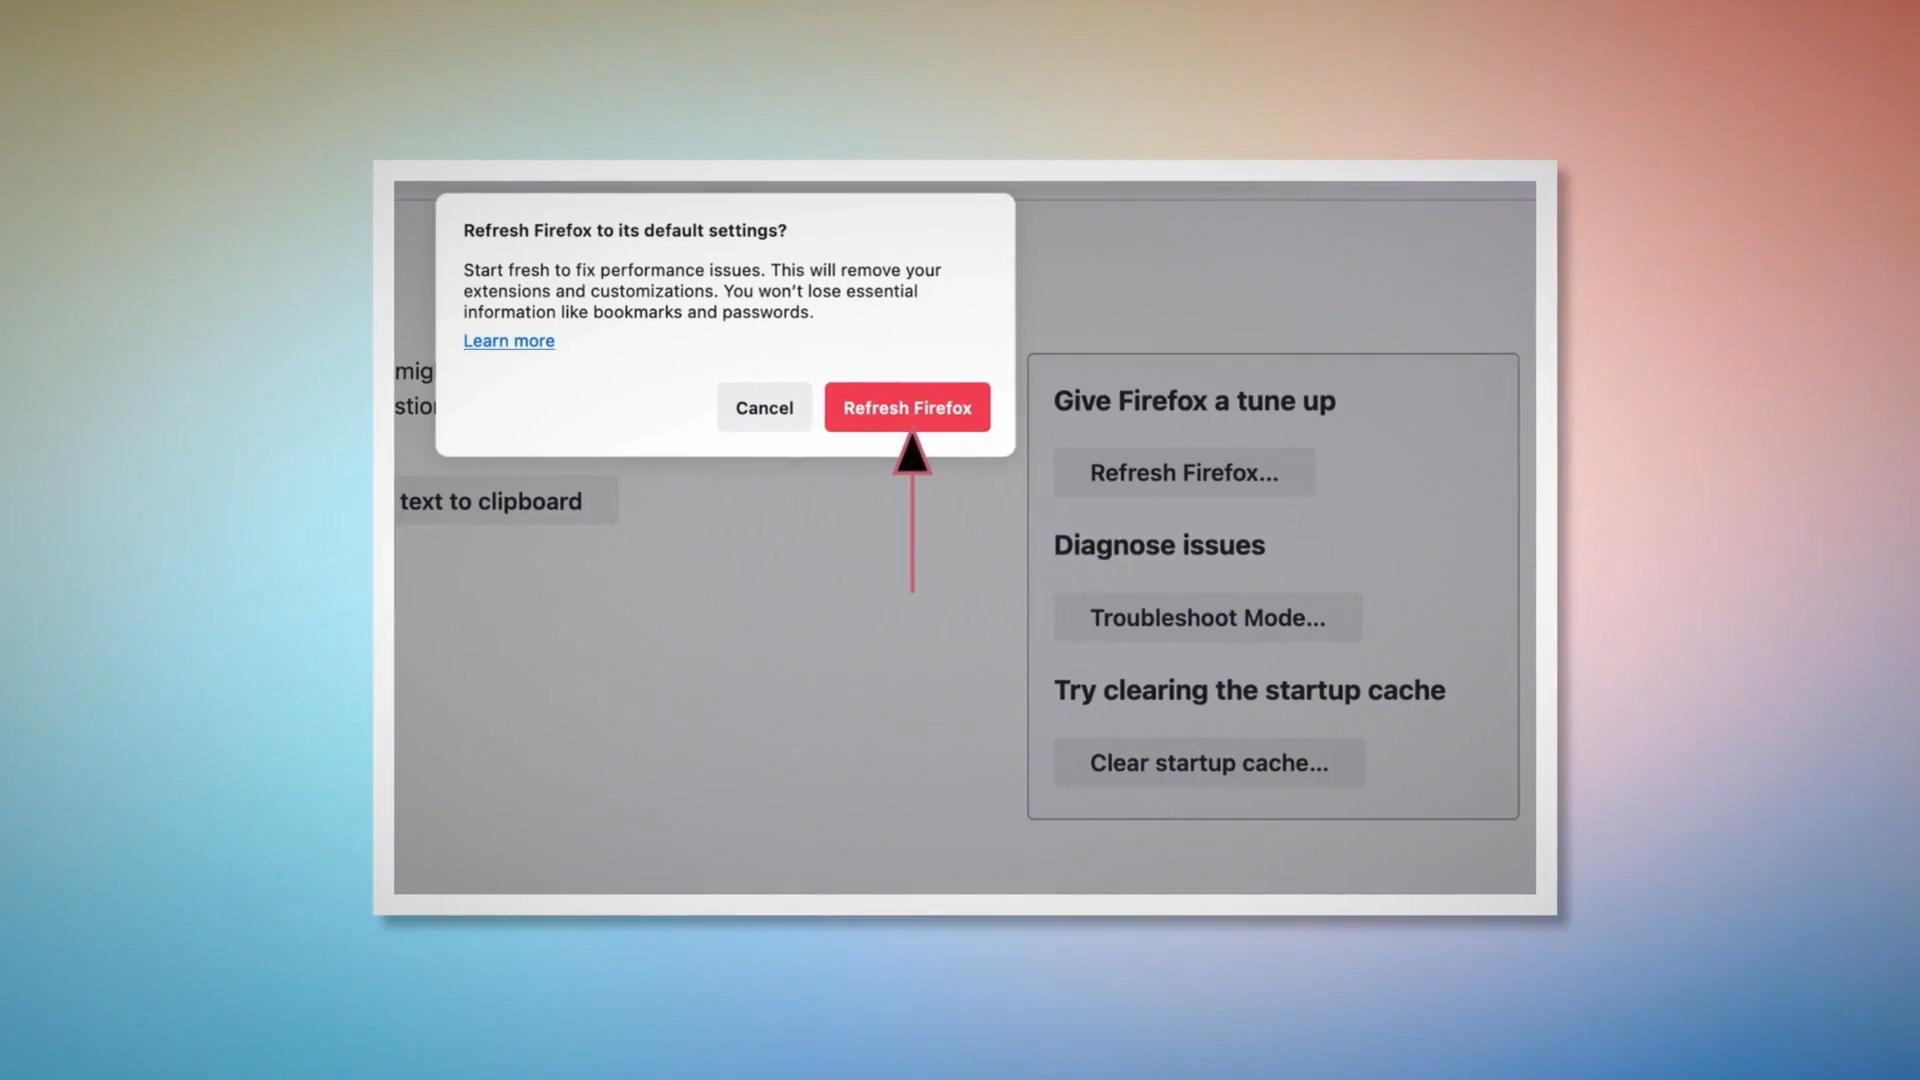 Refresh Firefox to its default settings?
Start fresh to fix performance issues. This will remove your
extensions and customizations. You won’t lose essential
information like bookmarks and passwords.
Learn more
Cancel
Refresh Firefox
mig
stion
text to clipboard
Give Firefox a tune up
Refresh Firefox...
Diagnose issues
Troubleshoot Mode...
Try clearing the startup cache
Clear startup cache...